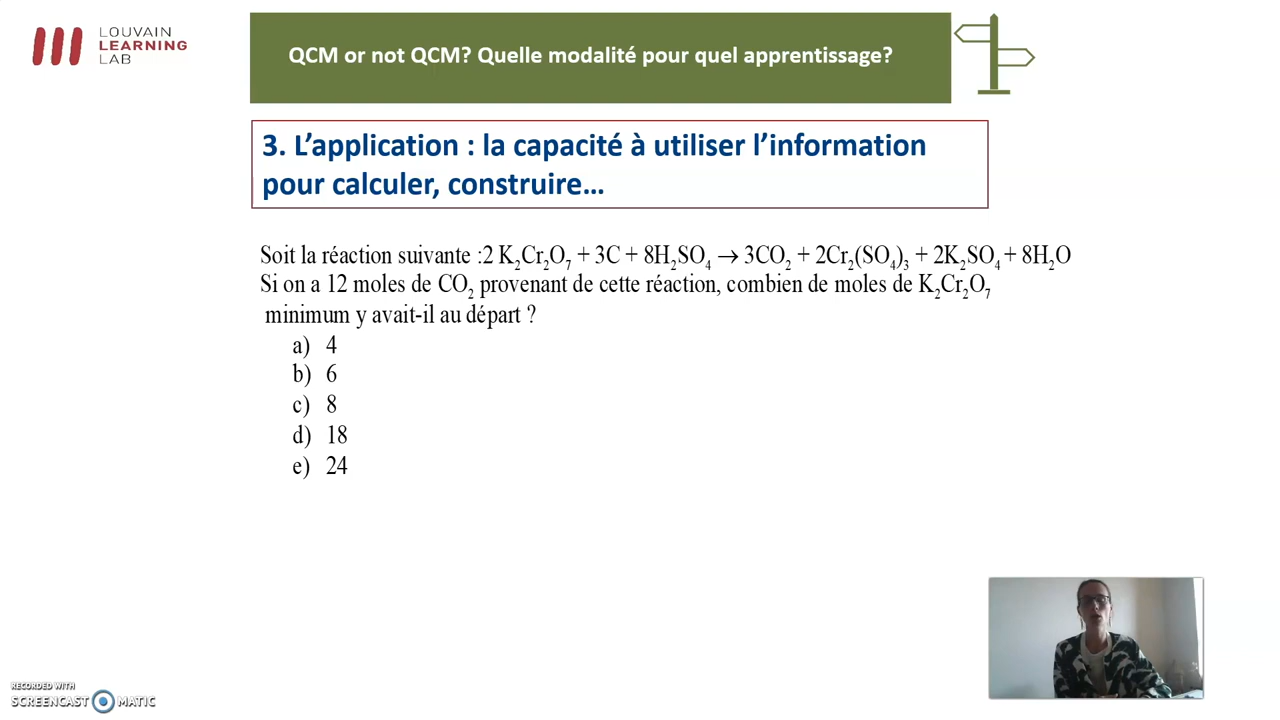 LOUVAIN
LEARNING
LAB
QCM or not QCM? Quelle modalité pour quel apprentissage?
3. L’application : la capacité à utiliser l’information
pour calculer, construire…
Soit la réaction suivante :2 K₂Cr₂O₇ + 3C + 8H₂SO₄ → 3CO₂ + 2Cr₂(SO₄)₃ + 2K₂SO₄ + 8H₂O
Si on a 12 moles de CO₂ provenant de cette réaction, combien de moles de K₂Cr₂O₇
minimum y avait-il au départ ?
a) 4
b) 6
c) 8
d) 18
e) 24
RECORDED WITH
SCREENCAST MATIC